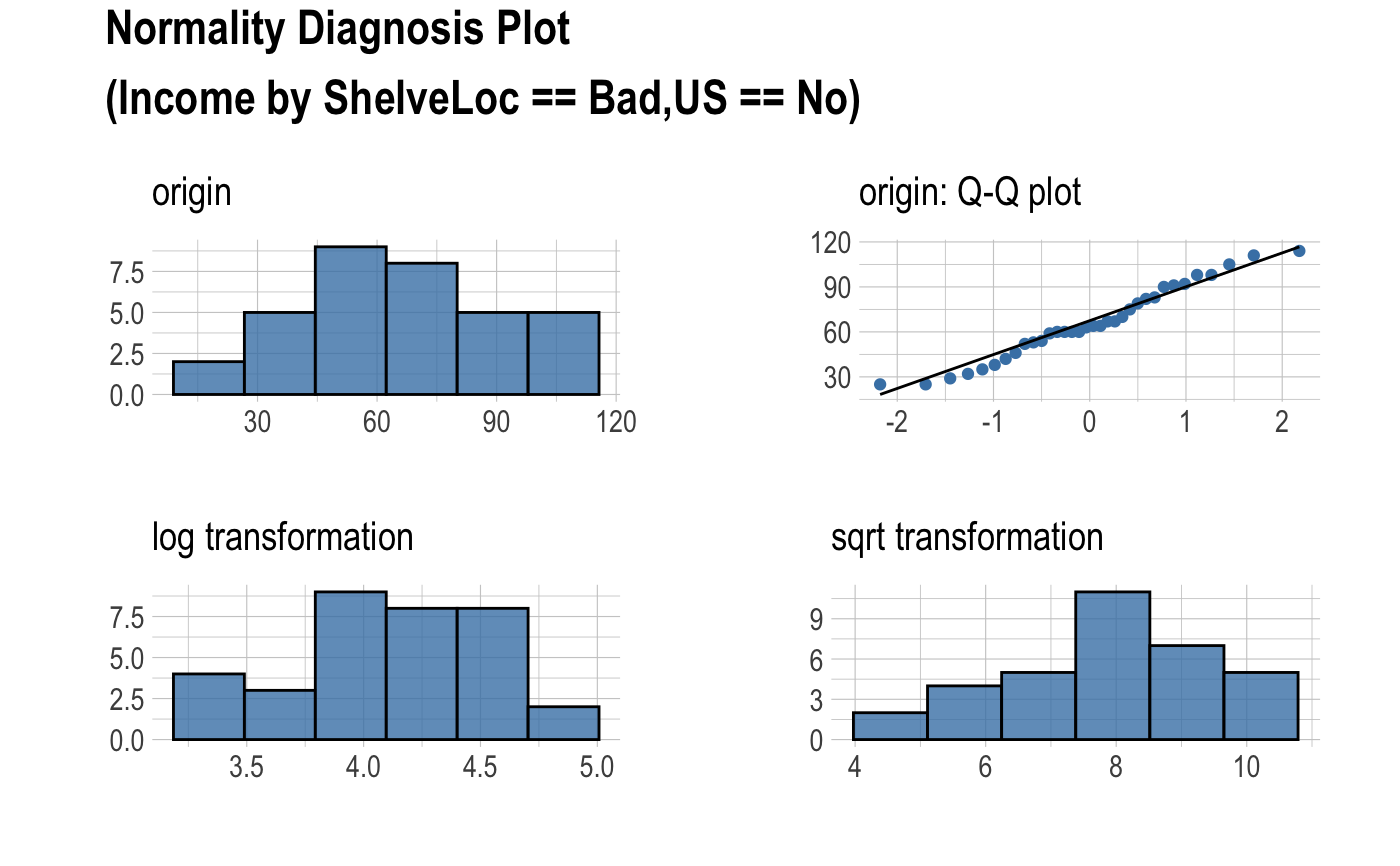 Normality Diagnosis Plot
(Income by ShelveLoc == Bad,US == No)
origin
7.5
5.0
2.5
0.0
30 60 90 120
origin: Q-Q plot
120
90
60
30
-2 -1 0 1 2
log transformation
7.5
5.0
2.5
0.0
3.5 4.0 4.5 5.0
sqrt transformation
9
6
3
0
4 6 8 10